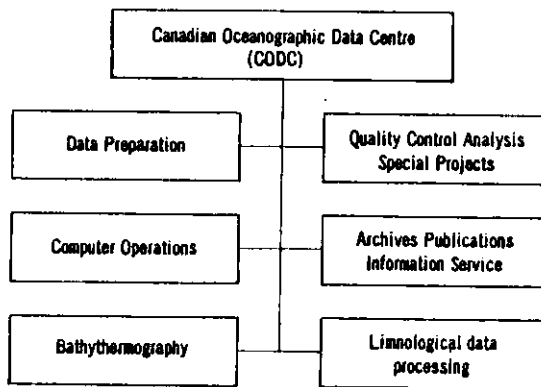 Canadian Oceanographic Data Centre
(CODC)
Data Preparation
Quality Control Analysis
Special Projects
Computer Operations
Archives Publications
Information Service
Bathythermography
Limnological data
processing